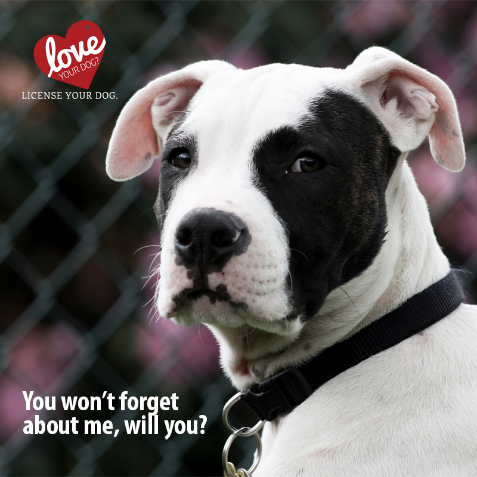 love
YOUR DOG?
LICENSE YOUR DOG.
You won't forget
about me, will you?